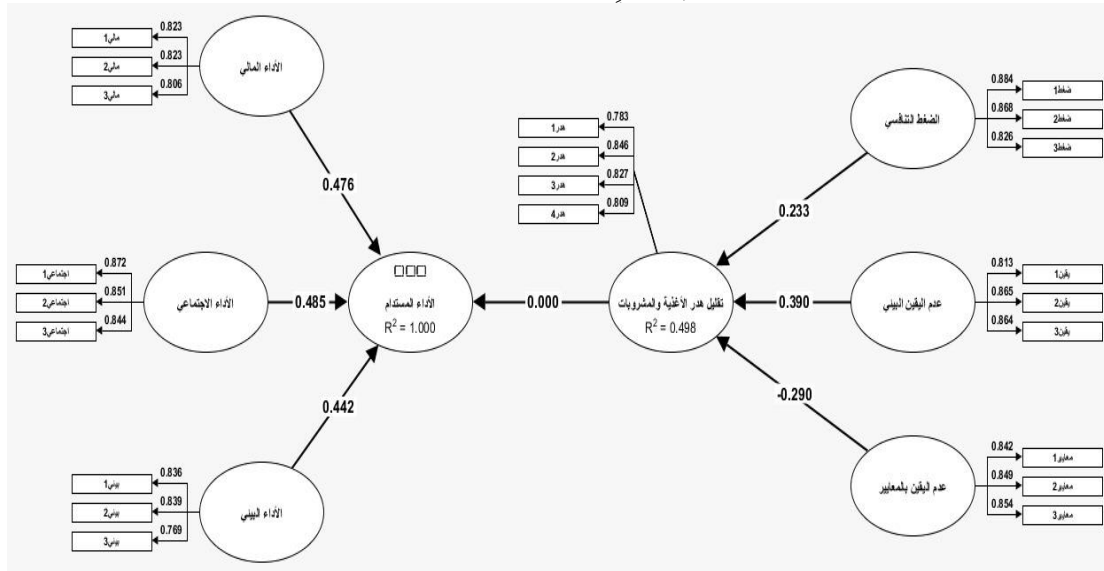 0.823
0.823
0.806
مالي1
مالي2
مالي3
الأداء المالي
0.476
0.872
0.851
0.844
اجتماعي1
اجتماعي2
اجتماعي3
الأداء الاجتماعي
0.485
0.836
0.839
0.769
بيئي1
بيئي2
بيئي3
الأداء البيئي
0.442
الأداء المستدام
R² = 1.000
0.000
0.783
0.846
0.827
0.809
هدر1
هدر2
هدر3
هدر4
تقليل هدر الأغذية والمشروبات
R² = 0.498
الضغط التنافسي
0.884
0.868
0.826
ضغط1
ضغط2
ضغط3
0.233
عدم اليقين البيئي
0.813
0.865
0.864
يقين1
يقين2
يقين3
0.390
عدم اليقين بالمعايير
0.842
0.849
0.854
معايير1
معايير2
معايير3
-0.290